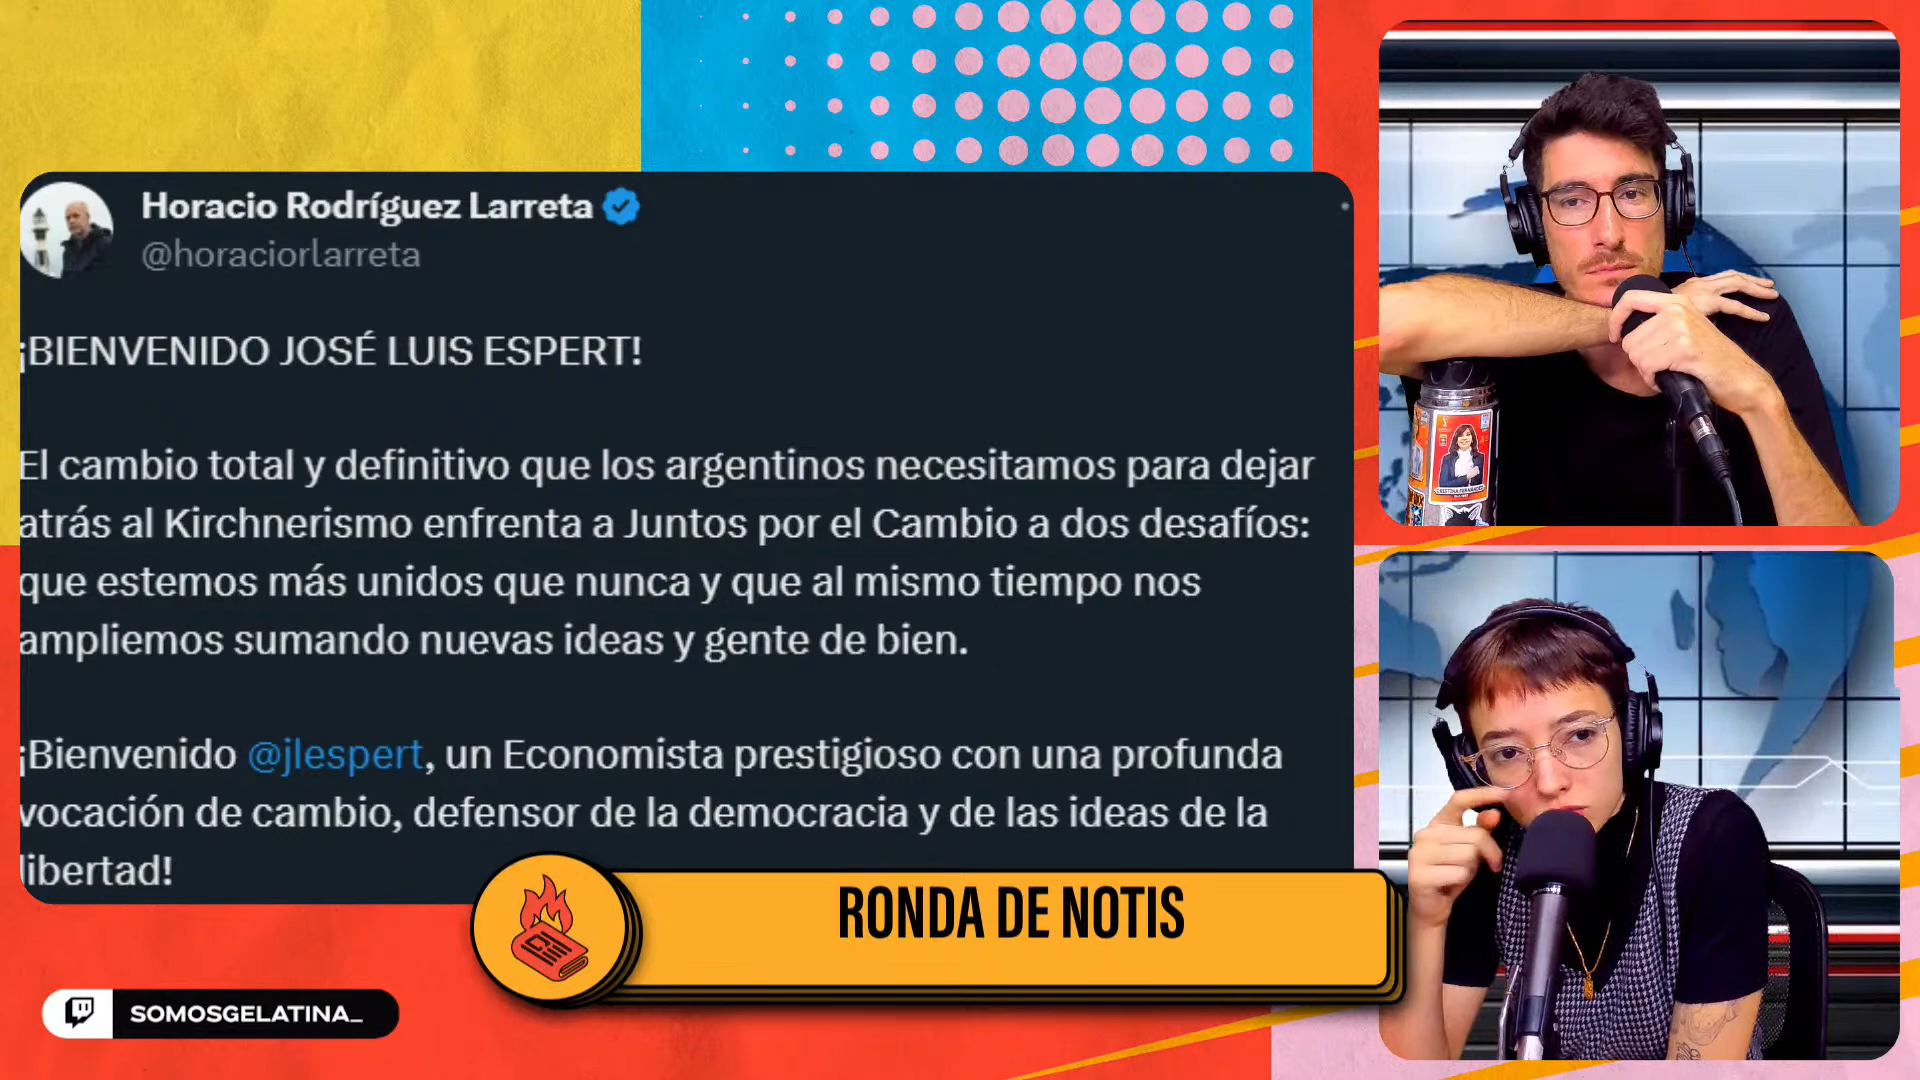 Horacio Rodríguez Larreta
@horaciorlarreta
¡BIENVENIDO JOSÉ LUIS ESPERT!
El cambio total y definitivo que los argentinos necesitamos para dejar
atrás al Kirchnerismo enfrenta a Juntos por el Cambio a dos desafíos:
que estemos más unidos que nunca y que al mismo tiempo nos
ampliemos sumando nuevas ideas y gente de bien.
¡Bienvenido @jlespert, un Economista prestigioso con una profunda
vocación de cambio, defensor de la democracia y de las ideas de la
libertad!
RONDA DE NOTIS
SOMOSGELATINA_
CRISTINA FERNÁNDEZ